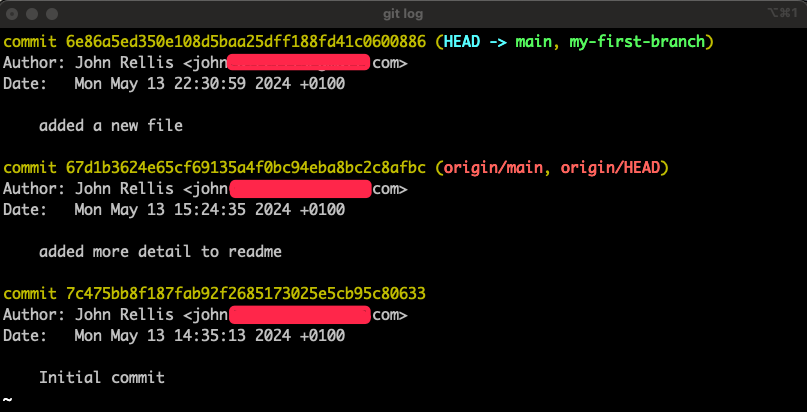 git log
⌥⌘1
commit 6e86a5ed350e108d5baa25dff188fd41c0600886 (HEAD -> main, my-first-branch)
Author: John Rellis <john com>
Date:   Mon May 13 22:30:59 2024 +0100
added a new file
commit 67d1b3624e65cf69135a4f0bc94eba8bc2c8afbc (origin/main, origin/HEAD)
Author: John Rellis <john com>
Date:   Mon May 13 15:24:35 2024 +0100
added more detail to readme
commit 7c475bb8f187fab92f2685173025e5cb95c80633
Author: John Rellis <john com>
Date:   Mon May 13 14:35:13 2024 +0100
Initial commit
~